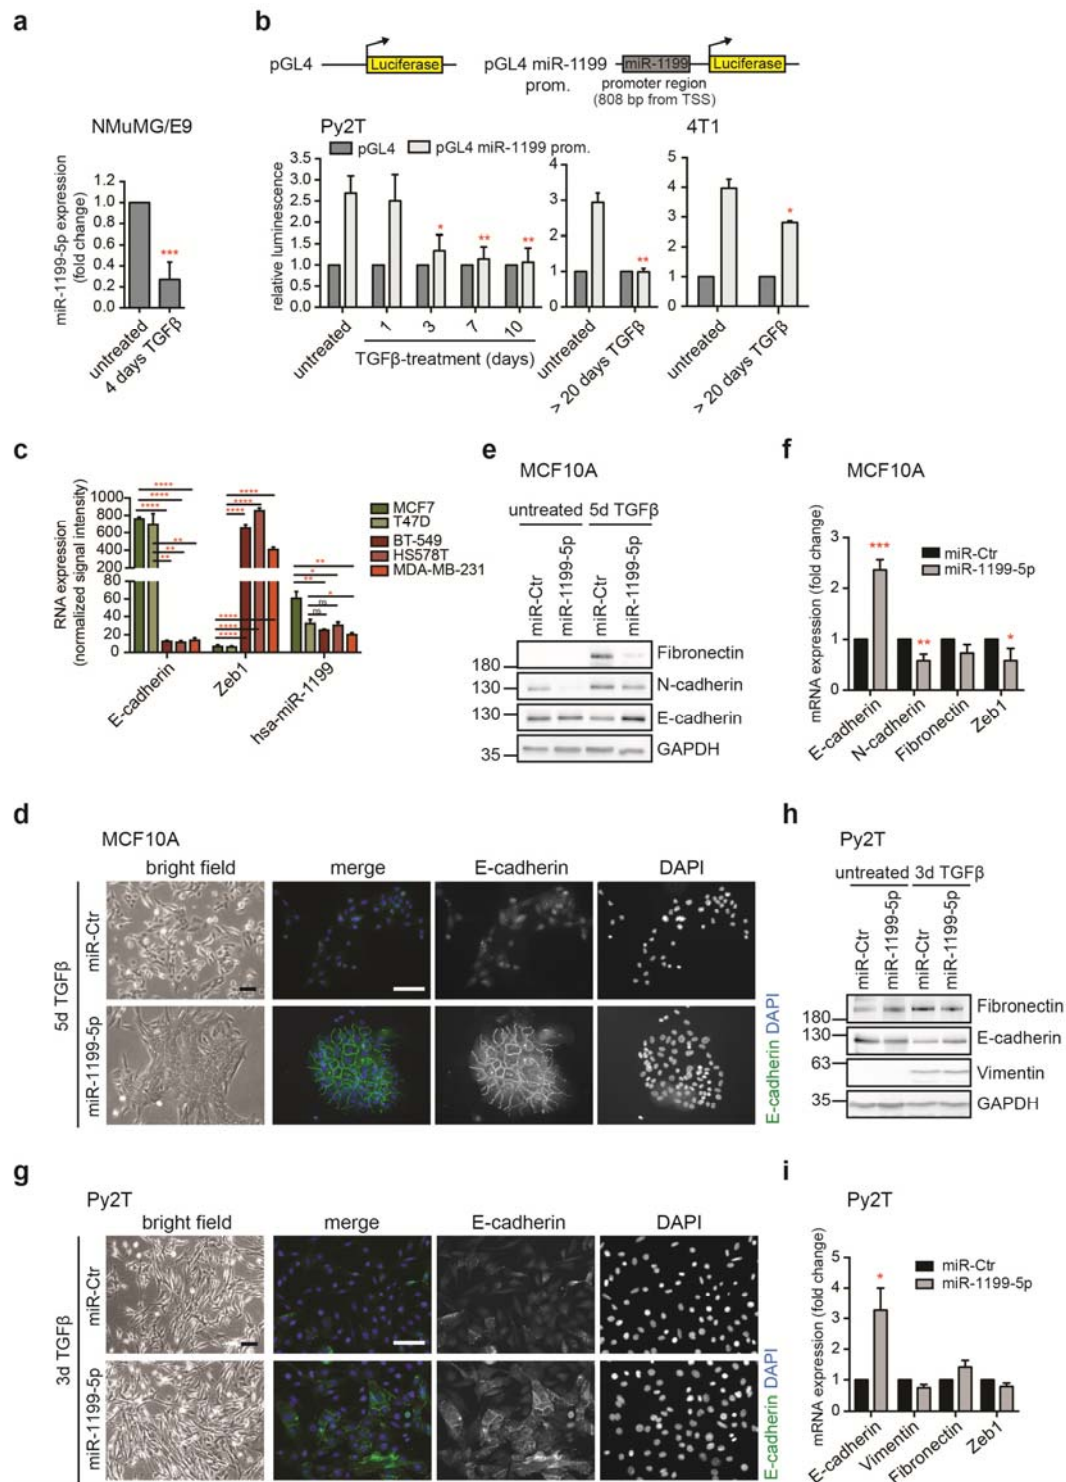 a
NMuMG/E9
miR-1199-5p expression
(fold change)
1.2
1.0
0.8
0.6
0.4
0.2
0.0
***
untreated
4 days TGFβ
b
pGL4
Luciferase
pGL4 miR-1199
prom.
miR-1199
Luciferase
promoter region
(808 bp from TSS)
Py2T
4T1
pGL4
pGL4 miR-1199 prom.
relative luminescence
3.5
3.0
2.5
2.0
1.5
1.0
0.5
0.0
*
**
**
untreated
1
3
7
10
TGFβ-treatment (days)
4
3
2
1
0
**
untreated
> 20 days TGFβ
5
4
3
2
1
0
*
untreated
> 20 days TGFβ
c
RNA expression
(normalized signal intensity)
1000
800
600
400
200
80
60
40
20
0
****
****
****
**
**
**
****
****
****
****
****
****
**
*
**
*
ns
ns
E-cadherin
Zeb1
hsa-miR-1199
MCF7
T47D
BT-549
HS578T
MDA-MB-231
e
MCF10A
untreated 5d TGFβ
miR-Ctr
miR-1199-5p
miR-Ctr
miR-1199-5p
180
Fibronectin
130
N-cadherin
130
E-cadherin
35
GAPDH
f
MCF10A
mRNA expression (fold change)
3
2
1
0
***
**
*
miR-Ctr
miR-1199-5p
E-cadherin
N-cadherin
Fibronectin
Zeb1
d
MCF10A
bright field
merge
E-cadherin
DAPI
5d TGFβ
miR-Ctr
miR-1199-5p
E-cadherin DAPI
h
Py2T
untreated 3d TGFβ
miR-Ctr
miR-1199-5p
miR-Ctr
miR-1199-5p
180
Fibronectin
130
E-cadherin
63
Vimentin
35
GAPDH
g
Py2T
bright field
merge
E-cadherin
DAPI
3d TGFβ
miR-Ctr
miR-1199-5p
E-cadherin DAPI
i
Py2T
mRNA expression (fold change)
5
4
3
2
1
0
*
miR-Ctr
miR-1199-5p
E-cadherin
Vimentin
Fibronectin
Zeb1